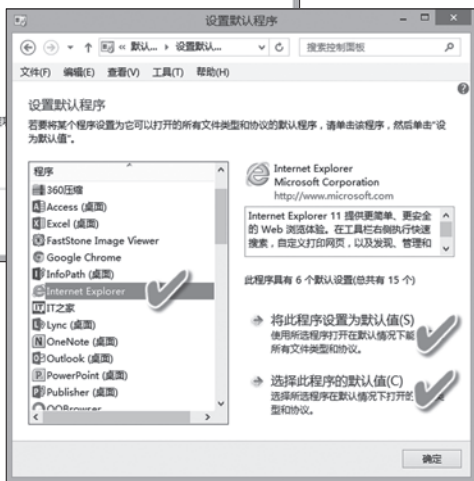 设置默认程序
« 默认... ▸ 设置默认...
搜索控制面板
文件(F) 编辑(E) 查看(V) 工具(T) 帮助(H)
设置默认程序
若要将某个程序设置为它可以打开的所有文件类型和协议的默认程序，请单击该程序，然后单击“设
为默认值”。
程序
360压缩
Access (桌面)
Excel (桌面)
FastStone Image Viewer
Google Chrome
InfoPath (桌面)
Internet Explorer
IT之家
Lync (桌面)
OneNote (桌面)
Outlook (桌面)
PowerPoint (桌面)
Publisher (桌面)
QQBrowser
Internet Explorer
Microsoft Corporation
http://www.microsoft.com
Internet Explorer 11 提供更简单、更安全
的 Web 浏览体验。在工具栏右侧执行快速
搜索，自定义打印网页，以及发现、管理和
此程序具有 6 个默认设置(总共有 15 个)
将此程序设置为默认值(S)
使用所选程序打开在默认情况下能
所有文件类型和协议。
选择此程序的默认值(C)
选择所选程序在默认情况下打开的
型和协议。
确定